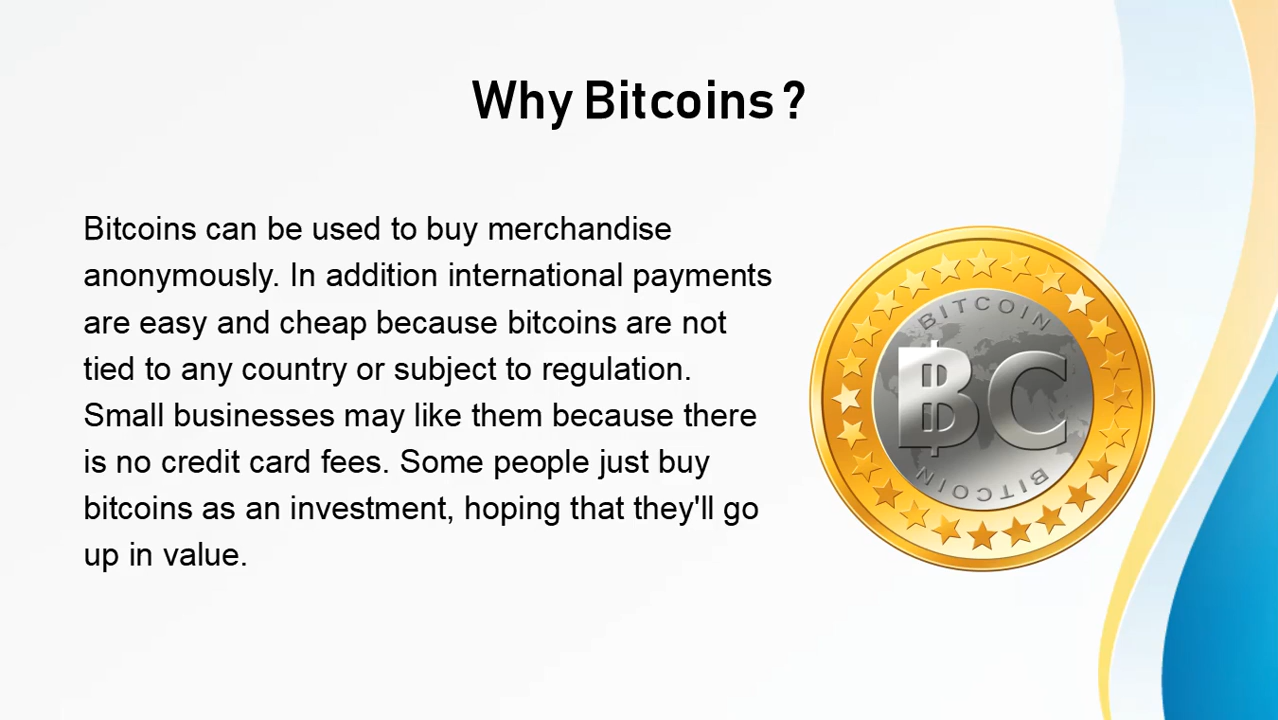 Why Bitcoins ?
Bitcoins can be used to buy merchandise
anonymously. In addition international payments
are easy and cheap because bitcoins are not
tied to any country or subject to regulation.
Small businesses may like them because there
is no credit card fees. Some people just buy
bitcoins as an investment, hoping that they'll go
up in value.
BITCOIN
BC
BITCOIN